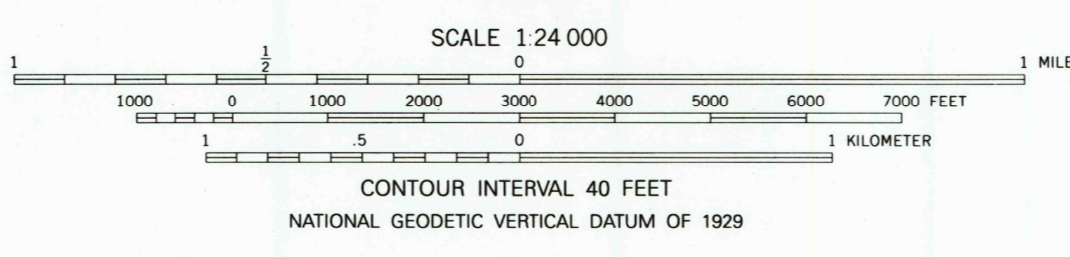 SCALE 1:24 000
1 1/2 0 1 MILE
1000 0 1000 2000 3000 4000 5000 6000 7000 FEET
1 .5 0 1 KILOMETER
CONTOUR INTERVAL 40 FEET
NATIONAL GEODETIC VERTICAL DATUM OF 1929